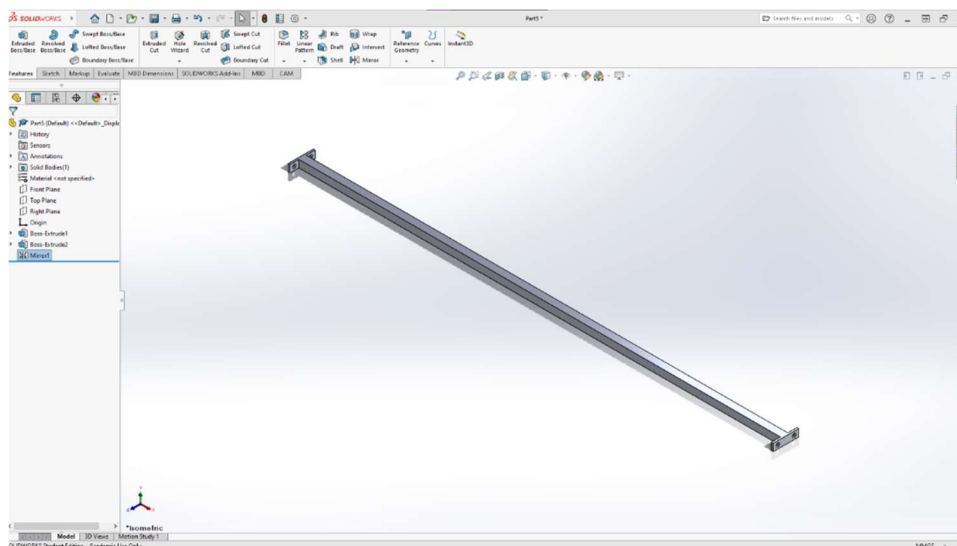 SOLIDWORKS
Part5 *
Search files and models
Extruded Boss/Base
Revolved Boss/Base
Swept Boss/Base
Lofted Boss/Base
Boundary Boss/Base
Extruded Cut
Hole Wizard
Revolved Cut
Swept Cut
Lofted Cut
Boundary Cut
Fillet
Linear Pattern
Rib
Draft
Shell
Wrap
Intersect
Mirror
Reference Geometry
Curves
Instant3D
Features
Sketch
Markup
Evaluate
MBD Dimensions
SOLIDWORKS Add-Ins
MBD
CAM
Part5 (Default) <<Default>_Displa
History
Sensors
Annotations
Solid Bodies(1)
Material <not specified>
Front Plane
Top Plane
Right Plane
Origin
Boss-Extrude1
Boss-Extrude2
Mirror1
*Isometric
Model
3D Views
Motion Study 1